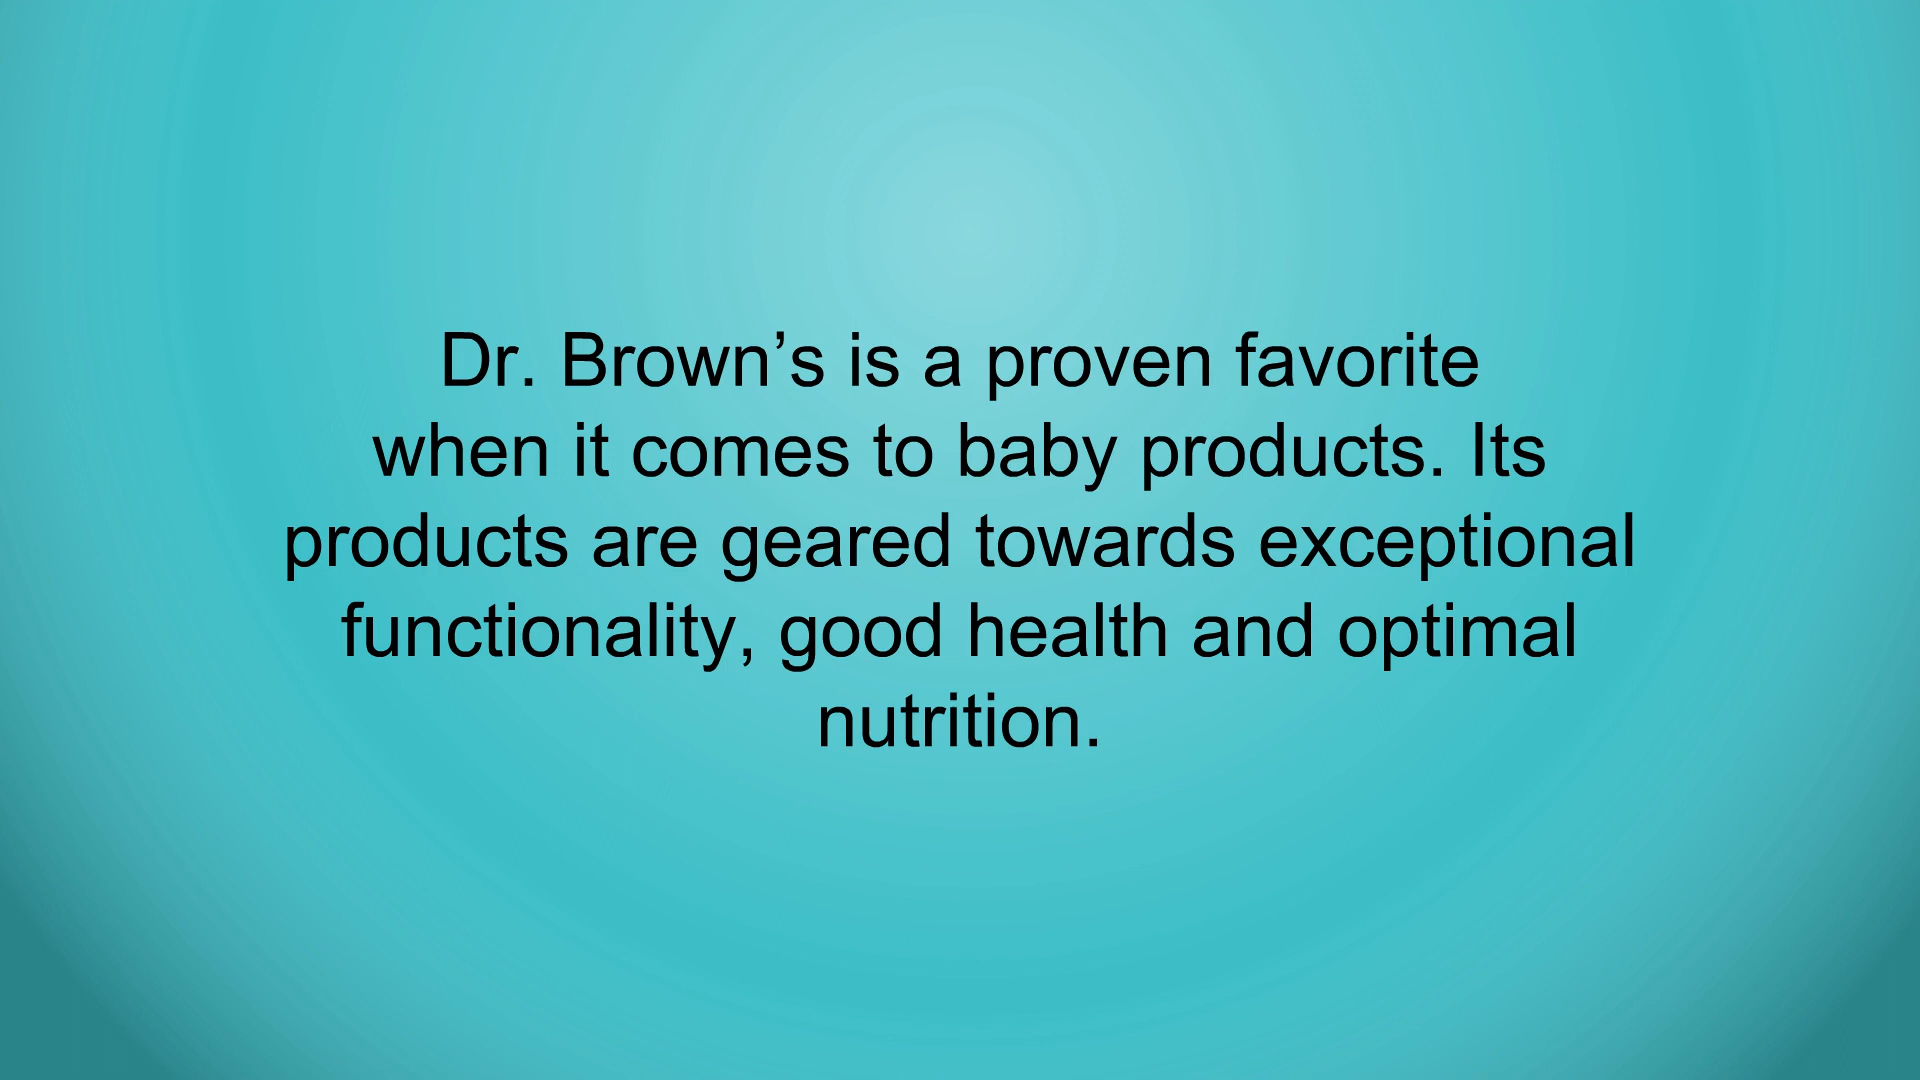 Dr. Brown’s is a proven favorite
when it comes to baby products. Its
products are geared towards exceptional
functionality, good health and optimal
nutrition.